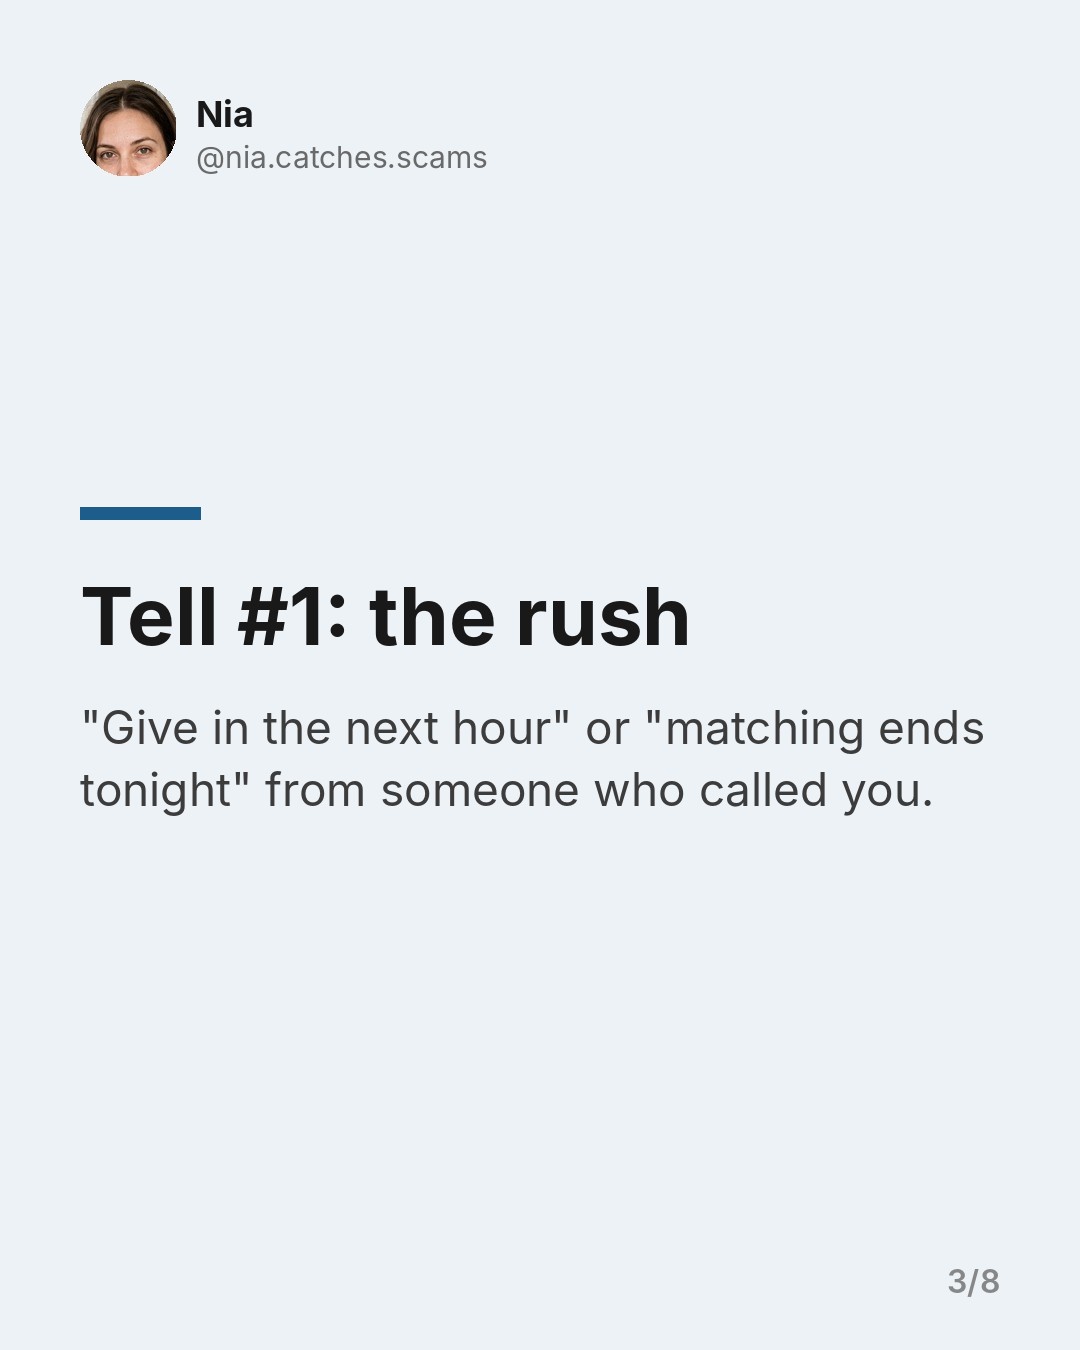 Nia
@nia.catches.scams
Tell #1: the rush
"Give in the next hour" or "matching ends
tonight" from someone who called you.
3/8